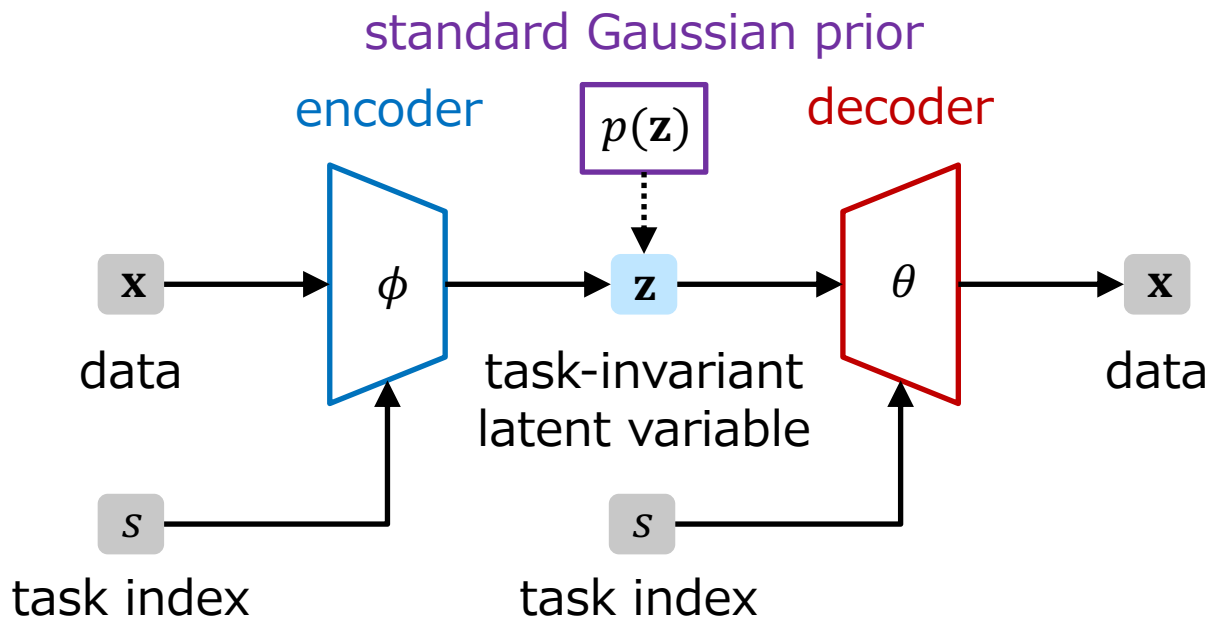 standard Gaussian prior
encoder
decoder
p(z)
x
ϕ
z
θ
x
data
task-invariant
latent variable
data
s
s
task index
task index